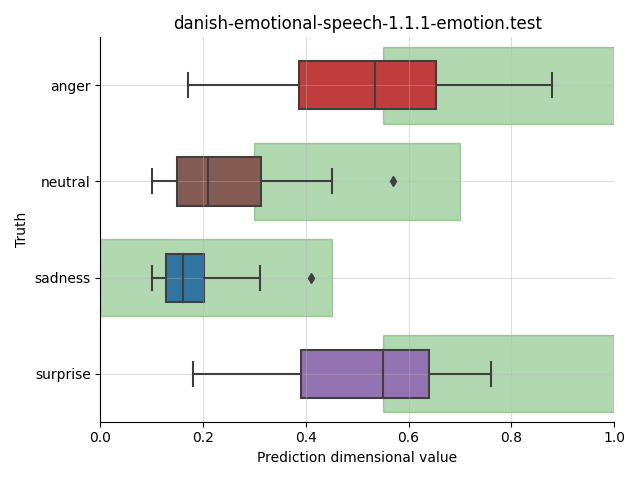 danish-emotional-speech-1.1.1-emotion.test
anger
neutral
sadness
surprise
Truth
0.0 0.2 0.4 0.6 0.8 1.0
Prediction dimensional value